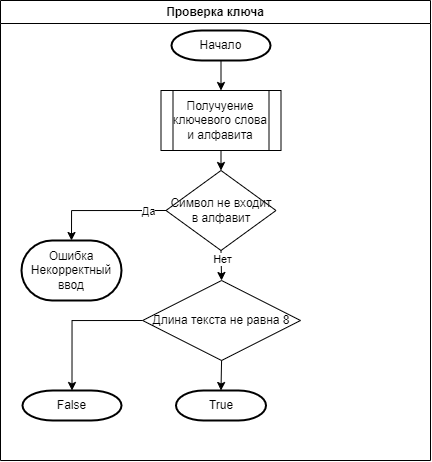 Проверка ключа
Начало
Получуение
ключевого слова
и алфавита
Символ не входит
в алфавит
Да
Ошибка
Некорректный
ввод
Нет
Длина текста не равна 8
False
True